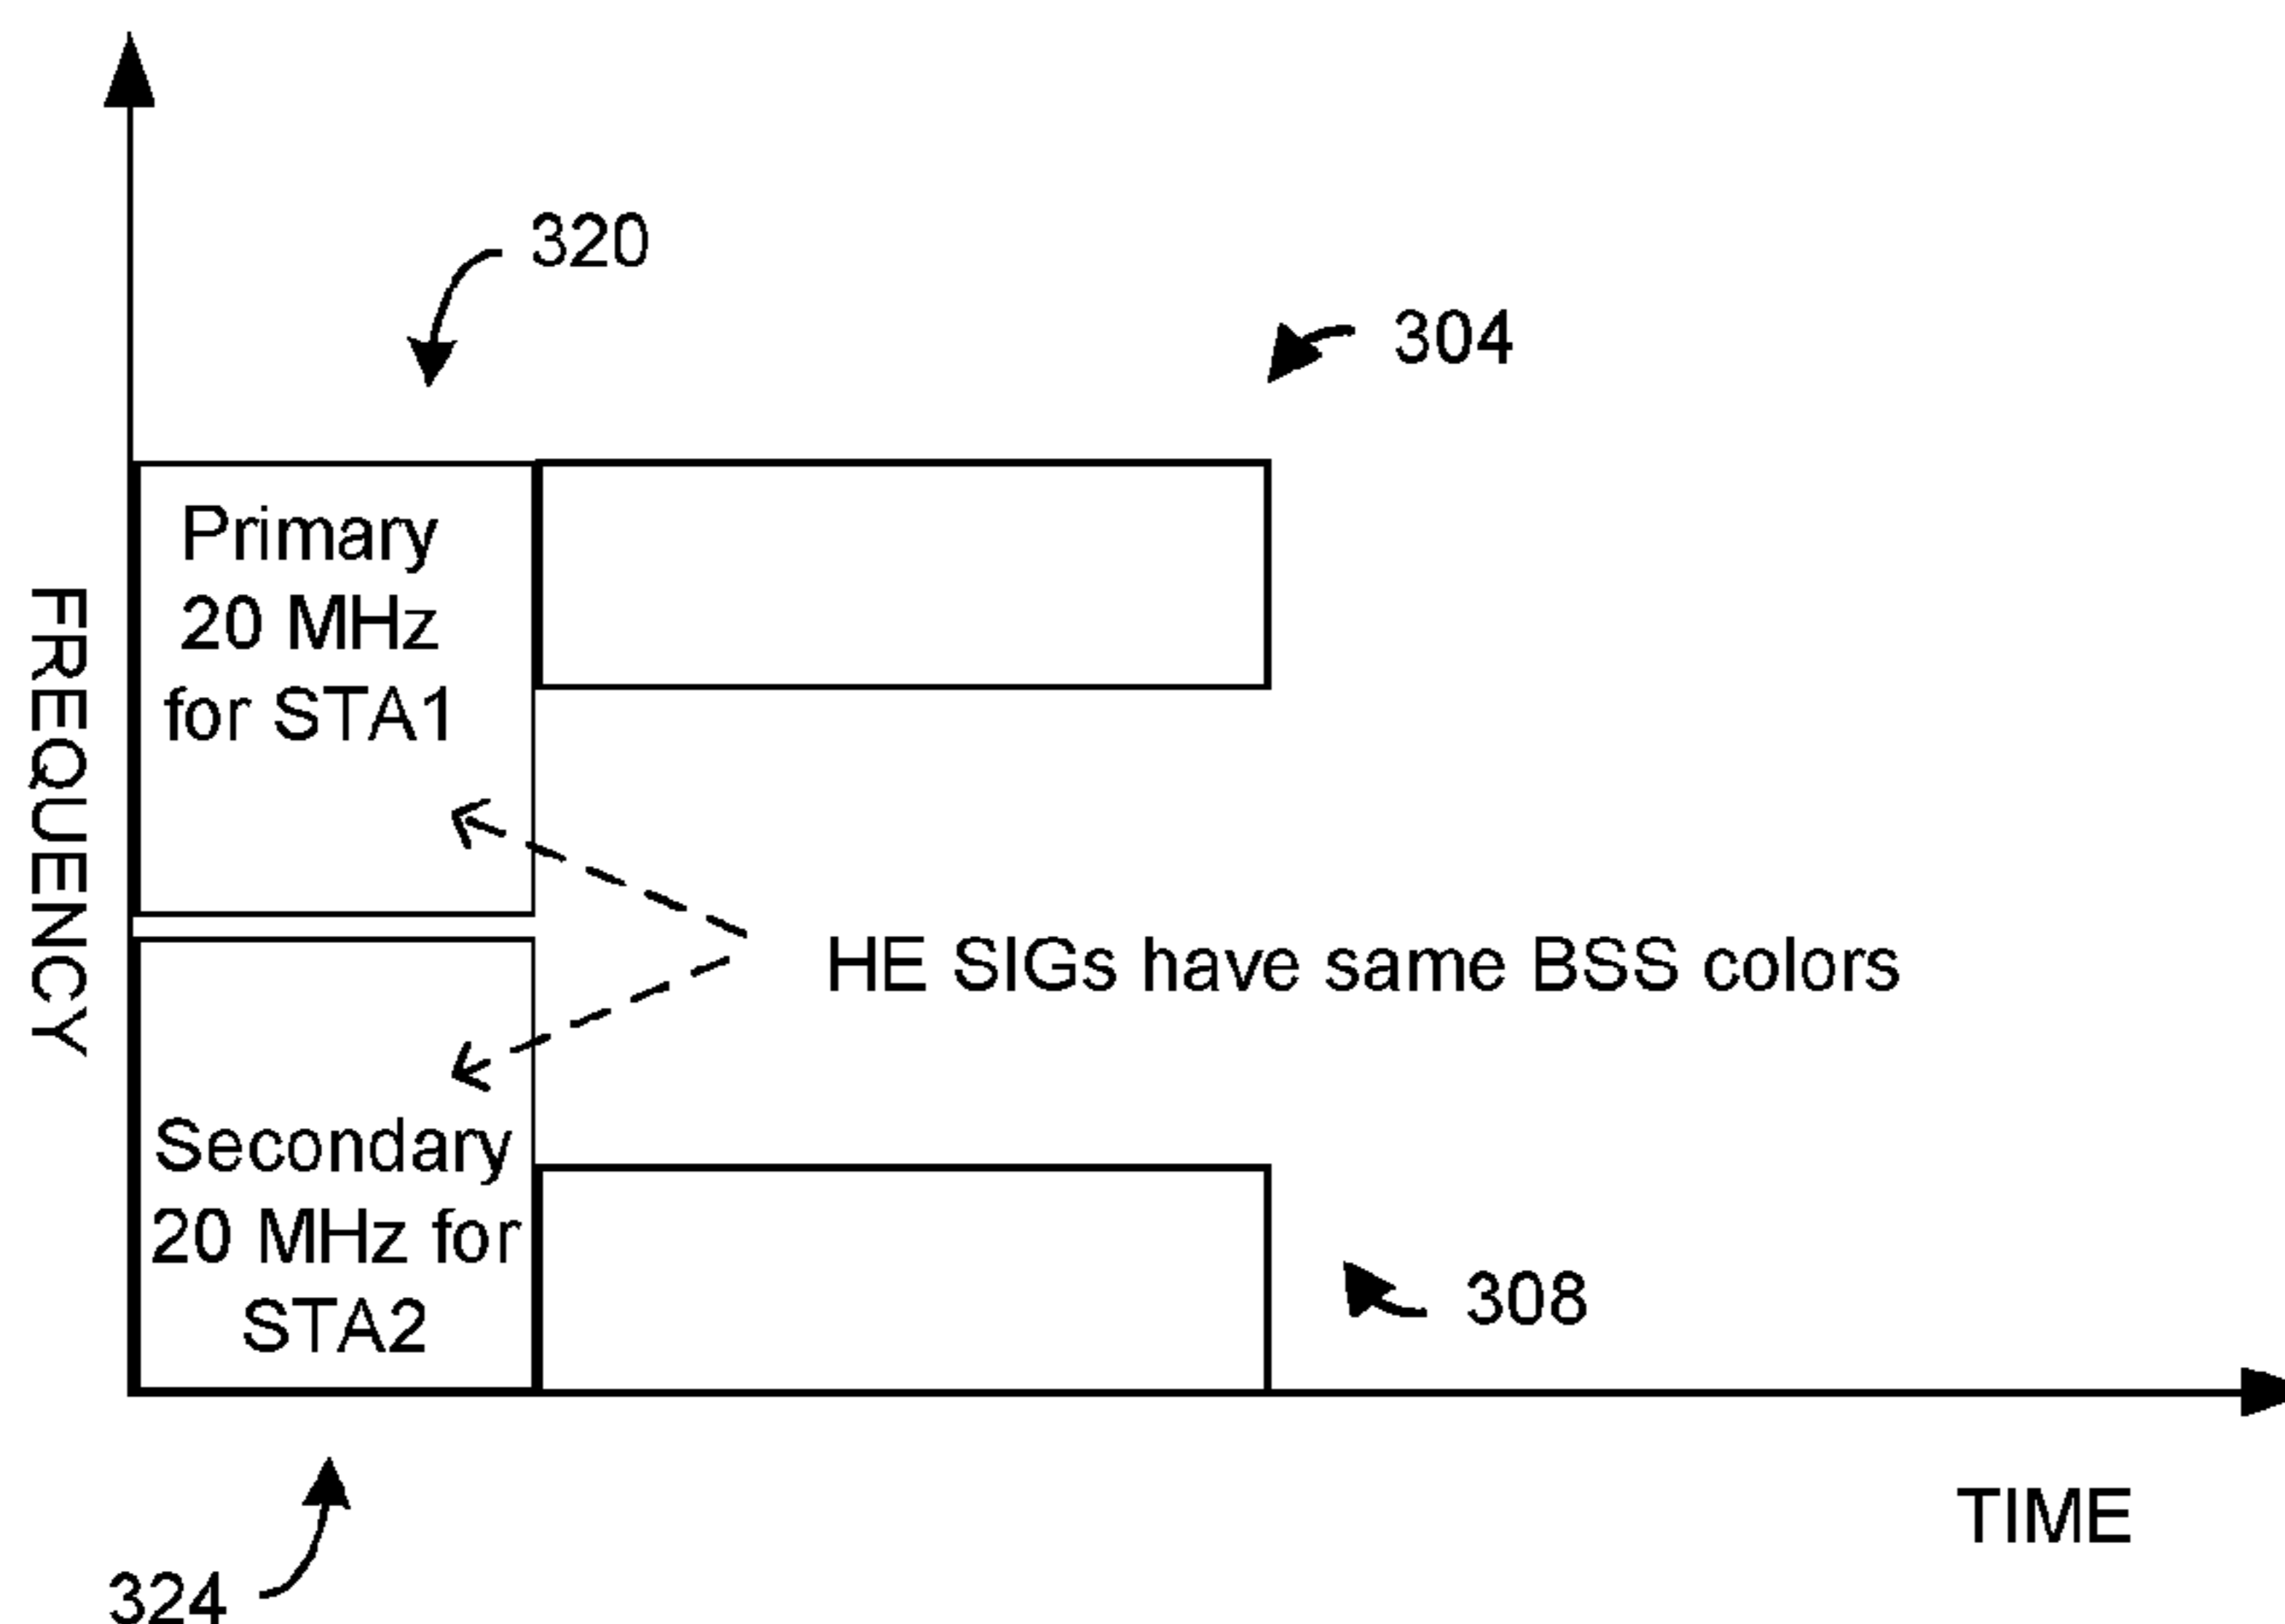 320
304
Primary
20 MHz
for STA1
FREQUENCY
HE SIGs have same BSS colors
Secondary
20 MHz for
STA2
308
TIME
324